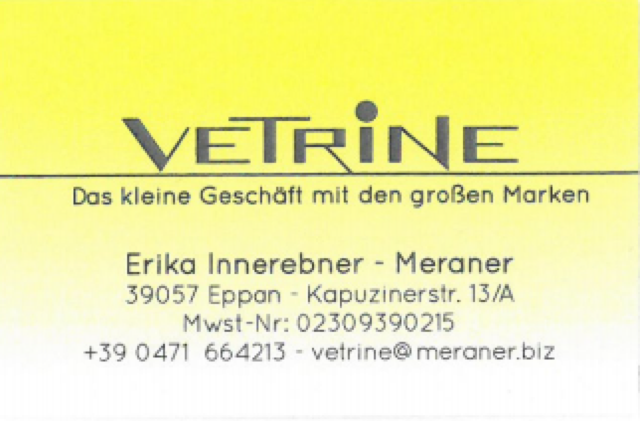 VETRINE
Das kleine Geschäft mit den großen Marken
Erika Innerebner - Meraner
39057 Eppan - Kapuzinerstr. 13/A
Mwst-Nr: 02309390215
+39 0471 664213 - vetrine@meraner.biz